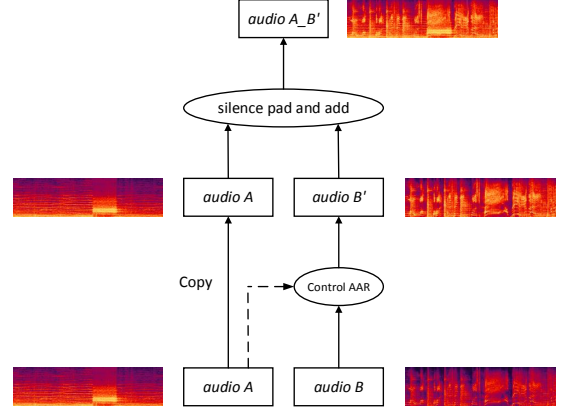 audio A_B'
silence pad and add
audio A
audio B'
Copy
Control AAR
audio A
audio B